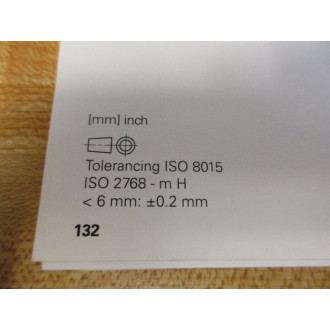 [mm] inch
Tolerancing ISO 8015
ISO 2768 - m H
< 6 mm: ±0.2 mm
132